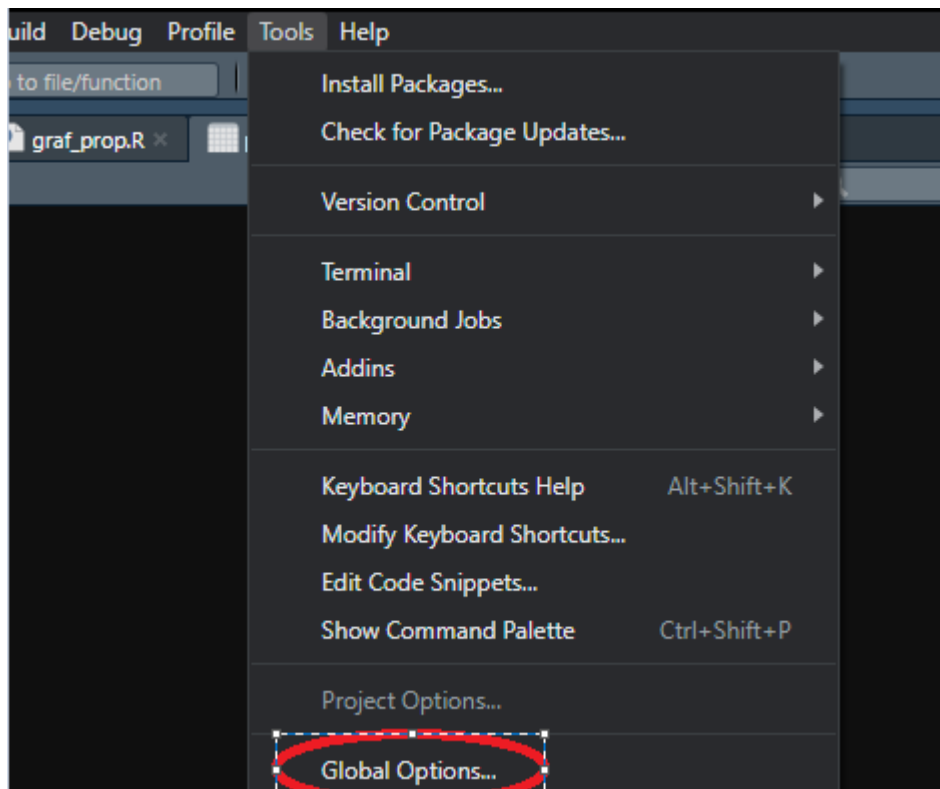 uild Debug Profile Tools Help
to file/function
graf_prop.R
Install Packages...
Check for Package Updates...
Version Control
Terminal
Background Jobs
Addins
Memory
Keyboard Shortcuts Help Alt+Shift+K
Modify Keyboard Shortcuts...
Edit Code Snippets...
Show Command Palette Ctrl+Shift+P
Project Options...
Global Options...